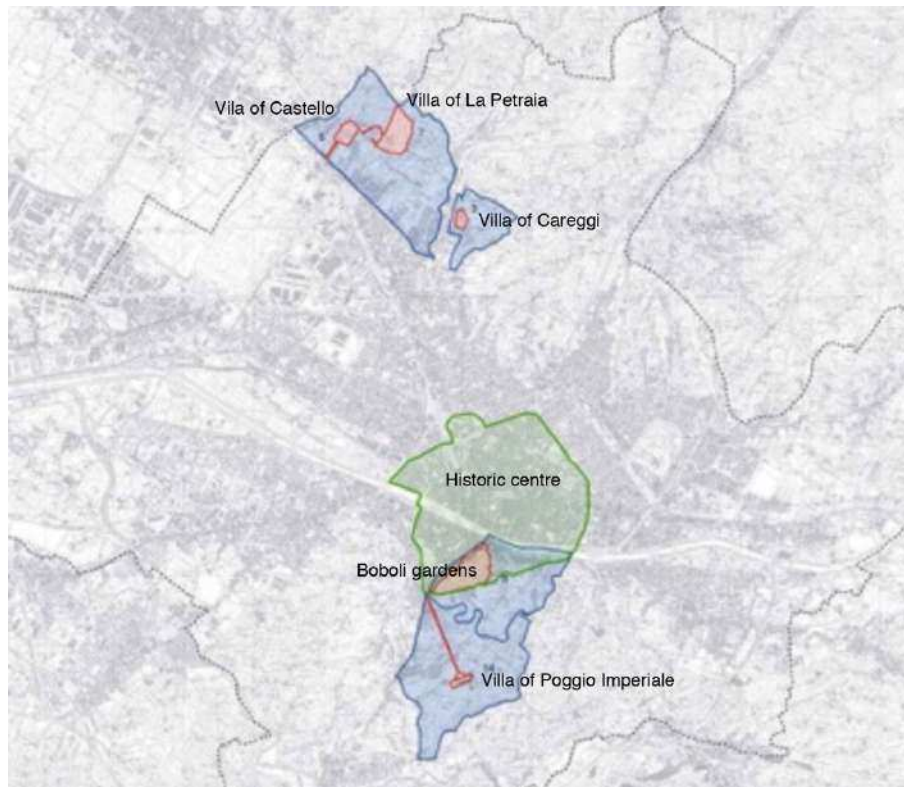 Villa of La Petraia
Vila of Castello
Villa of Careggi
Historic centre
Boboli gardens
Villa of Poggio Imperiale